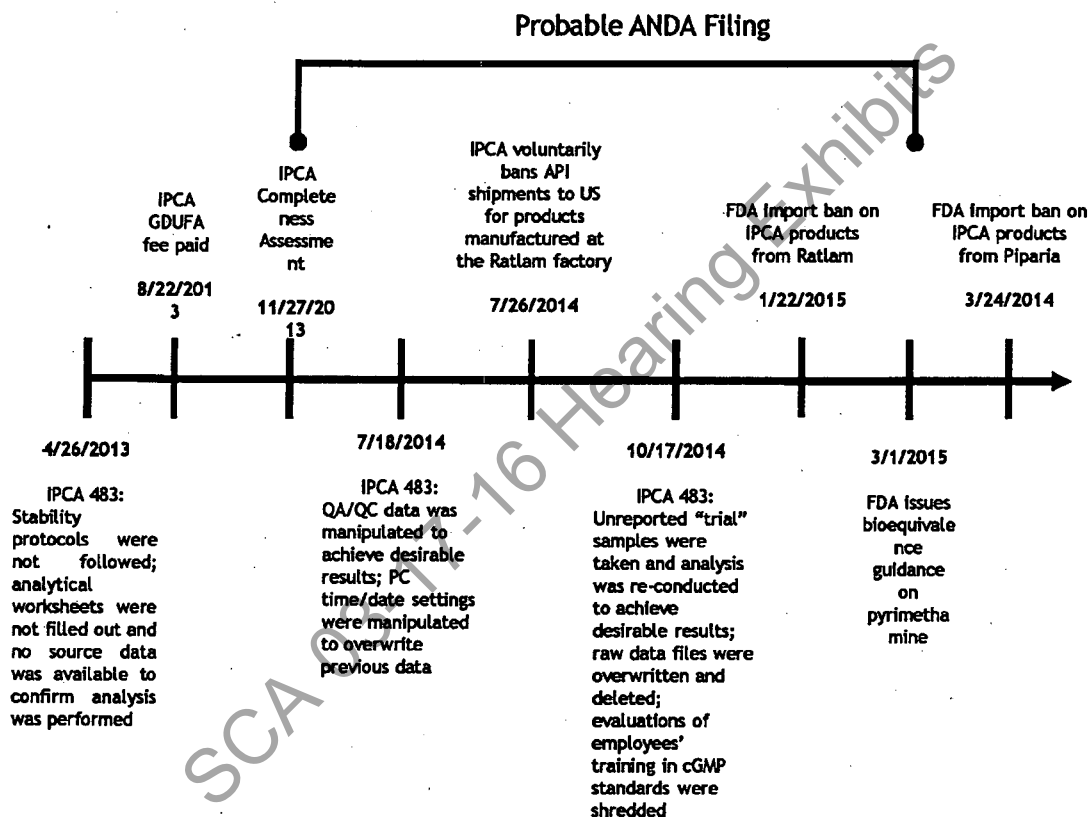 Probable ANDA Filing
IPCA
GDUFA
fee paid
8/22/201
3
IPCA
Complete
ness
Assessme
nt
11/27/20
13
IPCA voluntarily
bans API
shipments to US
for products
manufactured at
the Ratlam factory
7/26/2014
FDA import ban on
IPCA products
from Ratlam
1/22/2015
FDA import ban on
IPCA products
from Piparia
3/24/2014
4/26/2013
IPCA 483:
Stability
protocols were
not followed;
analytical
worksheets were
not filled out and
no source data
was available to
confirm analysis
was performed
7/18/2014
IPCA 483:
QA/QC data was
manipulated to
achieve desirable
results; PC
time/date settings
were manipulated
to overwrite
previous data
10/17/2014
IPCA 483:
Unreported “trial”
samples were
taken and analysis
was re-conducted
to achieve
desirable results;
raw data files were
overwritten and
deleted;
evaluations of
employees’
training in cGMP
standards were
shredded
3/1/2015
FDA issues
bioequivale
nce
guidance
on
pyrimetha
mine
SCA 03-17-16 Hearing Exhibits